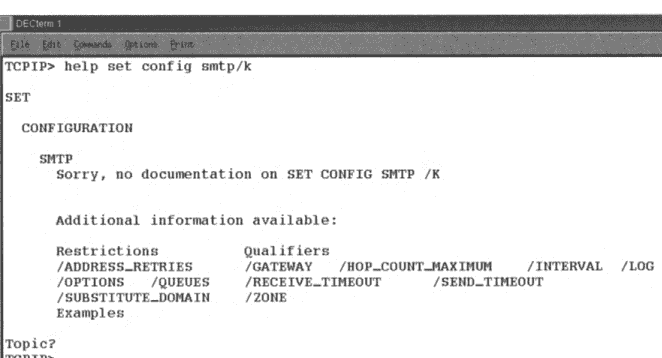 DECterm 1
File Edit Commands Options Print
TCPIP> help set config smtp/k
SET
CONFIGURATION
SMTP
Sorry, no documentation on SET CONFIG SMTP /K
Additional information available:
Restrictions Qualifiers
/ADDRESS_RETRIES /GATEWAY /HOP_COUNT_MAXIMUM /INTERVAL /LOG
/OPTIONS /QUEUES /RECEIVE_TIMEOUT /SEND_TIMEOUT
/SUBSTITUTE_DOMAIN /ZONE
Examples
Topic?
TCPIP>